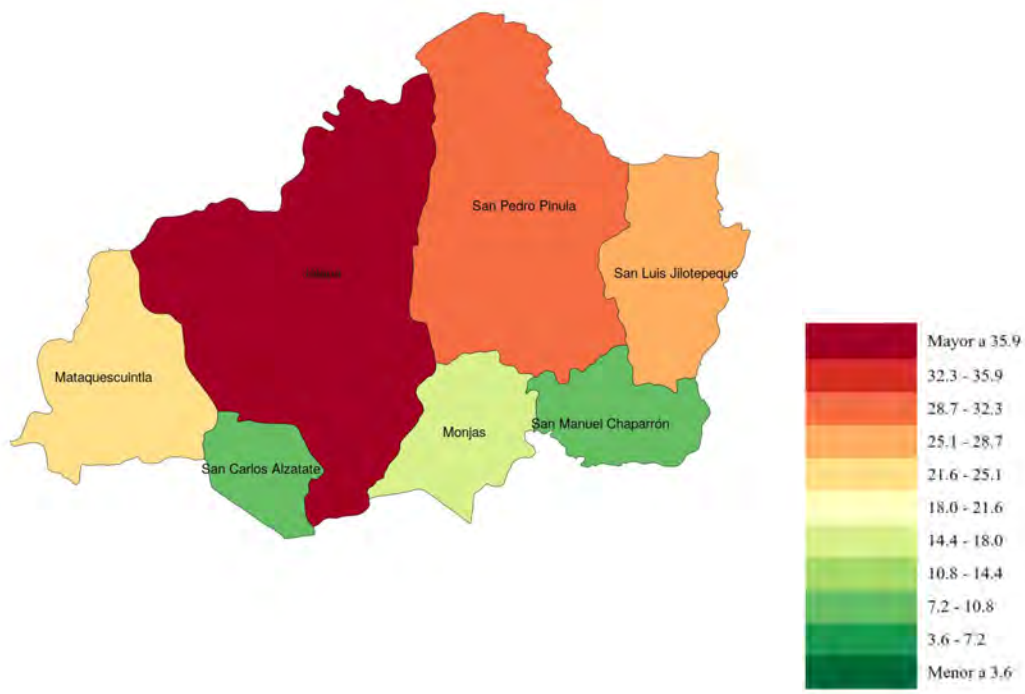 San Pedro Pinula
San Luis Jilotepeque
Mataquescuintla
San Carlos Alzatate
Monjas
San Manuel Chaparrón
Mayor a 35.9
32.3 - 35.9
28.7 - 32.3
25.1 - 28.7
21.6 - 25.1
18.0 - 21.6
14.4 - 18.0
10.8 - 14.4
7.2 - 10.8
3.6 - 7.2
Menor a 3.6